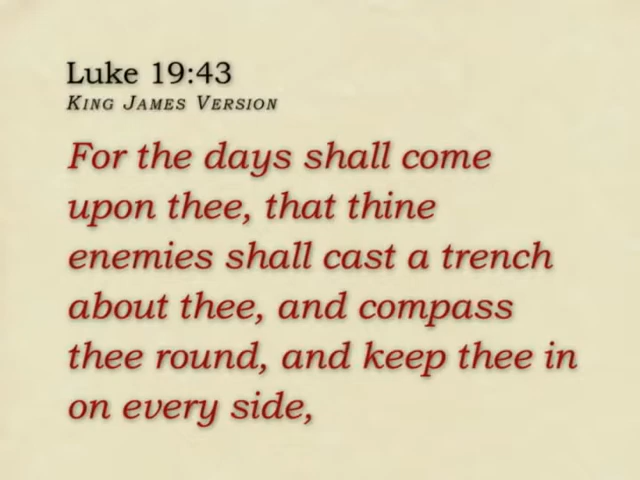 Luke 19:43
King James Version
For the days shall come
upon thee, that thine
enemies shall cast a trench
about thee, and compass
thee round, and keep thee in
on every side,